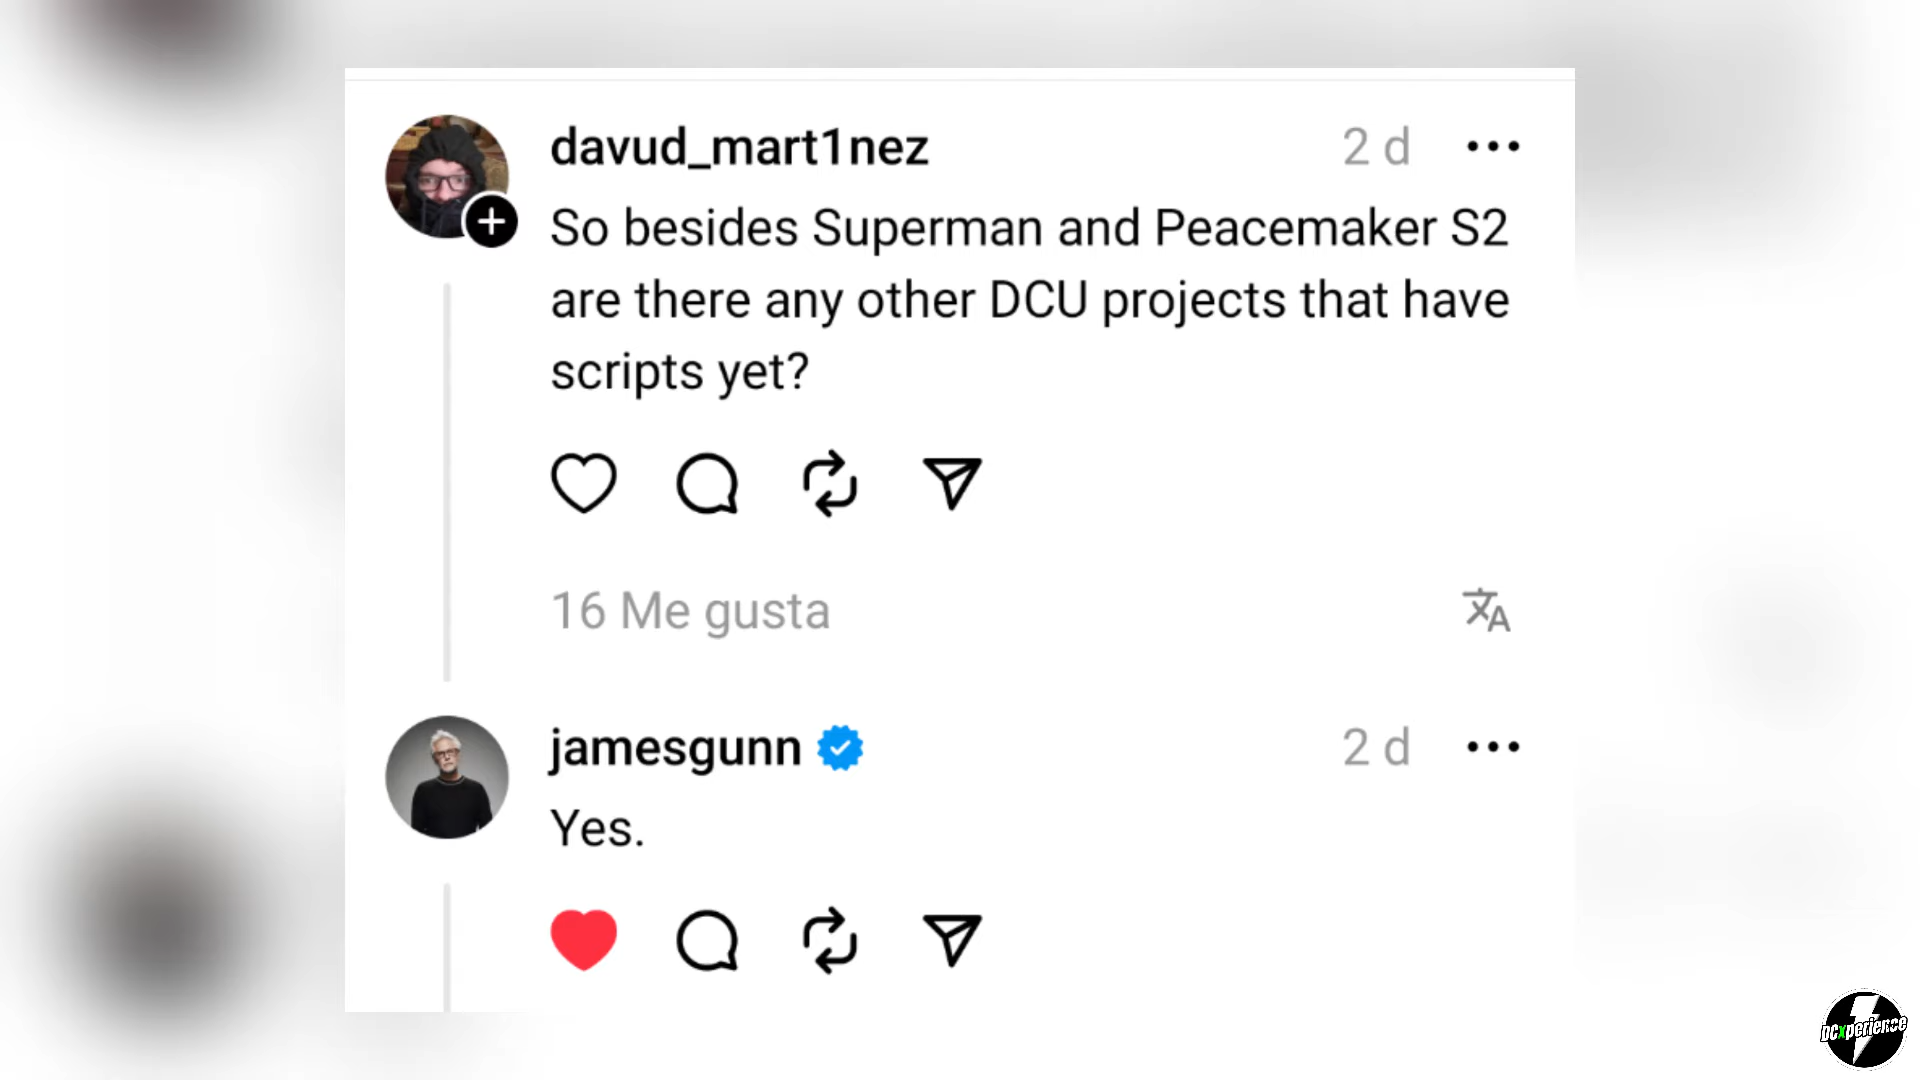 davud_mart1nez 2 d
So besides Superman and Peacemaker S2
are there any other DCU projects that have
scripts yet?
16 Me gusta
jamesgunn 2 d
Yes.
DCxperience